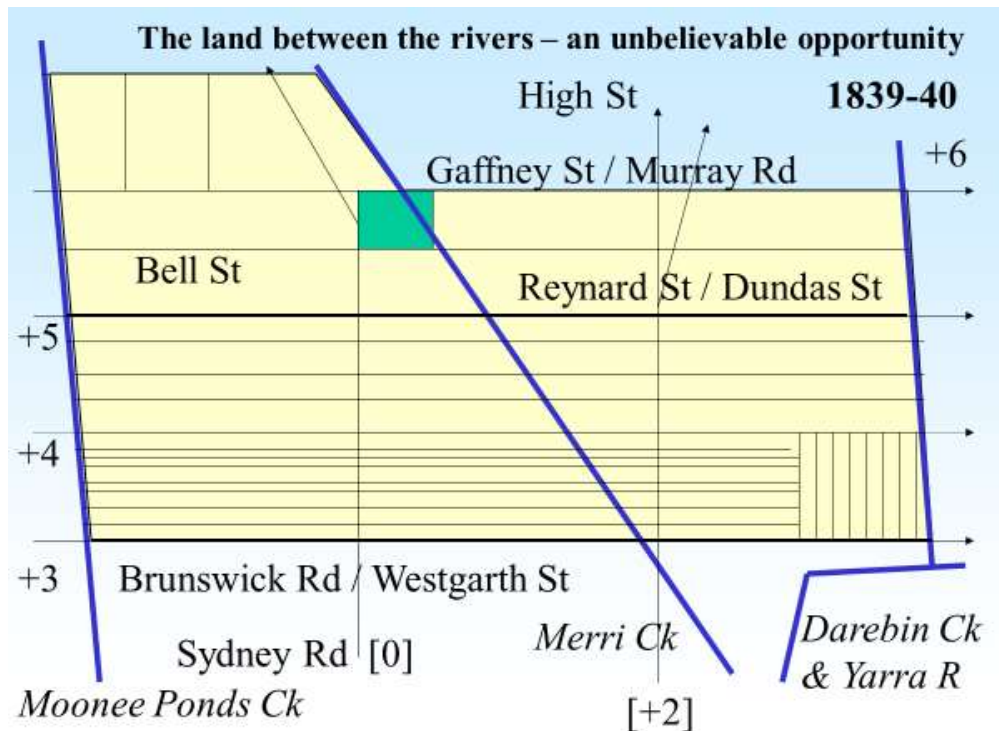 The land between the rivers – an unbelievable opportunity
High St
1839-40
+6
Gaffney St / Murray Rd
Bell St
Reynard St / Dundas St
+5
+4
+3
Brunswick Rd / Westgarth St
Sydney Rd [0]
Merri Ck
Darebin Ck
& Yarra R
Moonee Ponds Ck
[+2]